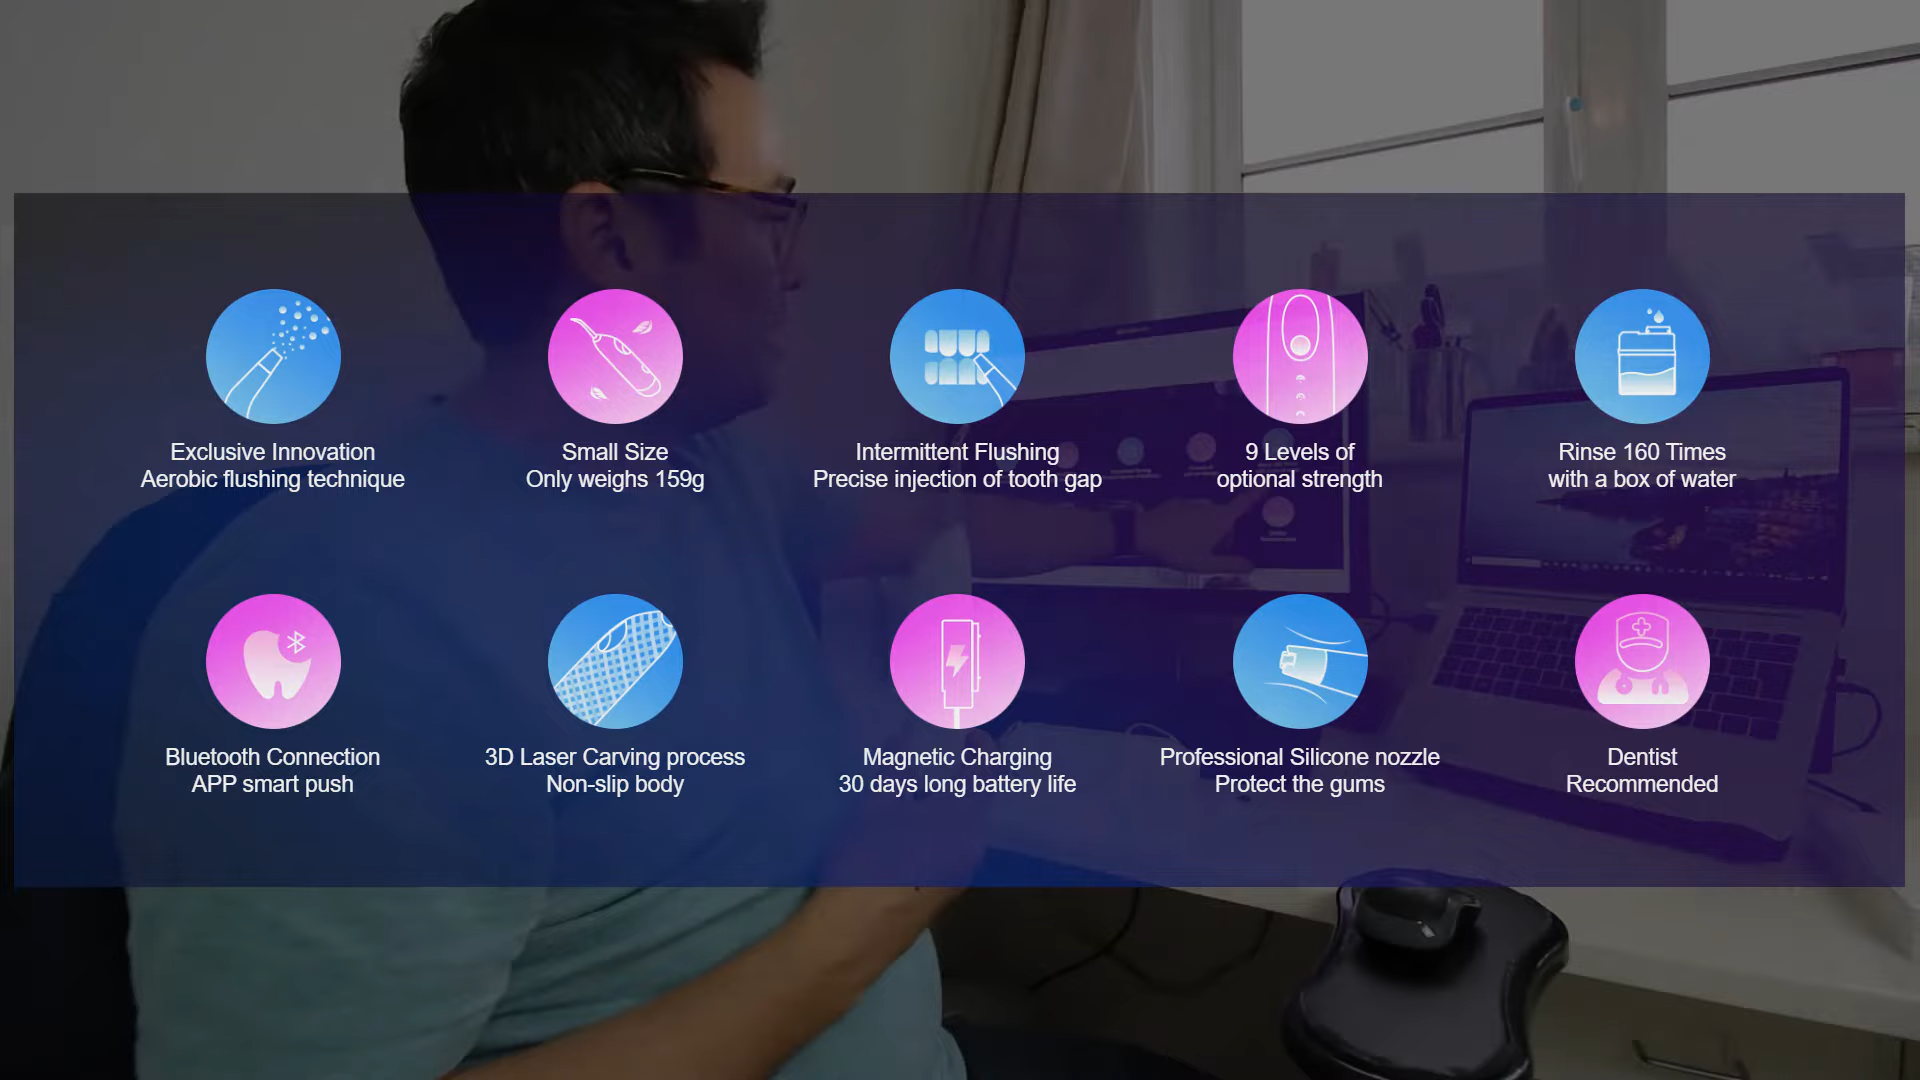 Exclusive Innovation
Aerobic flushing technique
Small Size
Only weighs 159g
Intermittent Flushing
Precise injection of tooth gap
9 Levels of
optional strength
Rinse 160 Times
with a box of water
Bluetooth Connection
APP smart push
3D Laser Carving process
Non-slip body
Magnetic Charging
30 days long battery life
Professional Silicone nozzle
Protect the gums
Dentist
Recommended